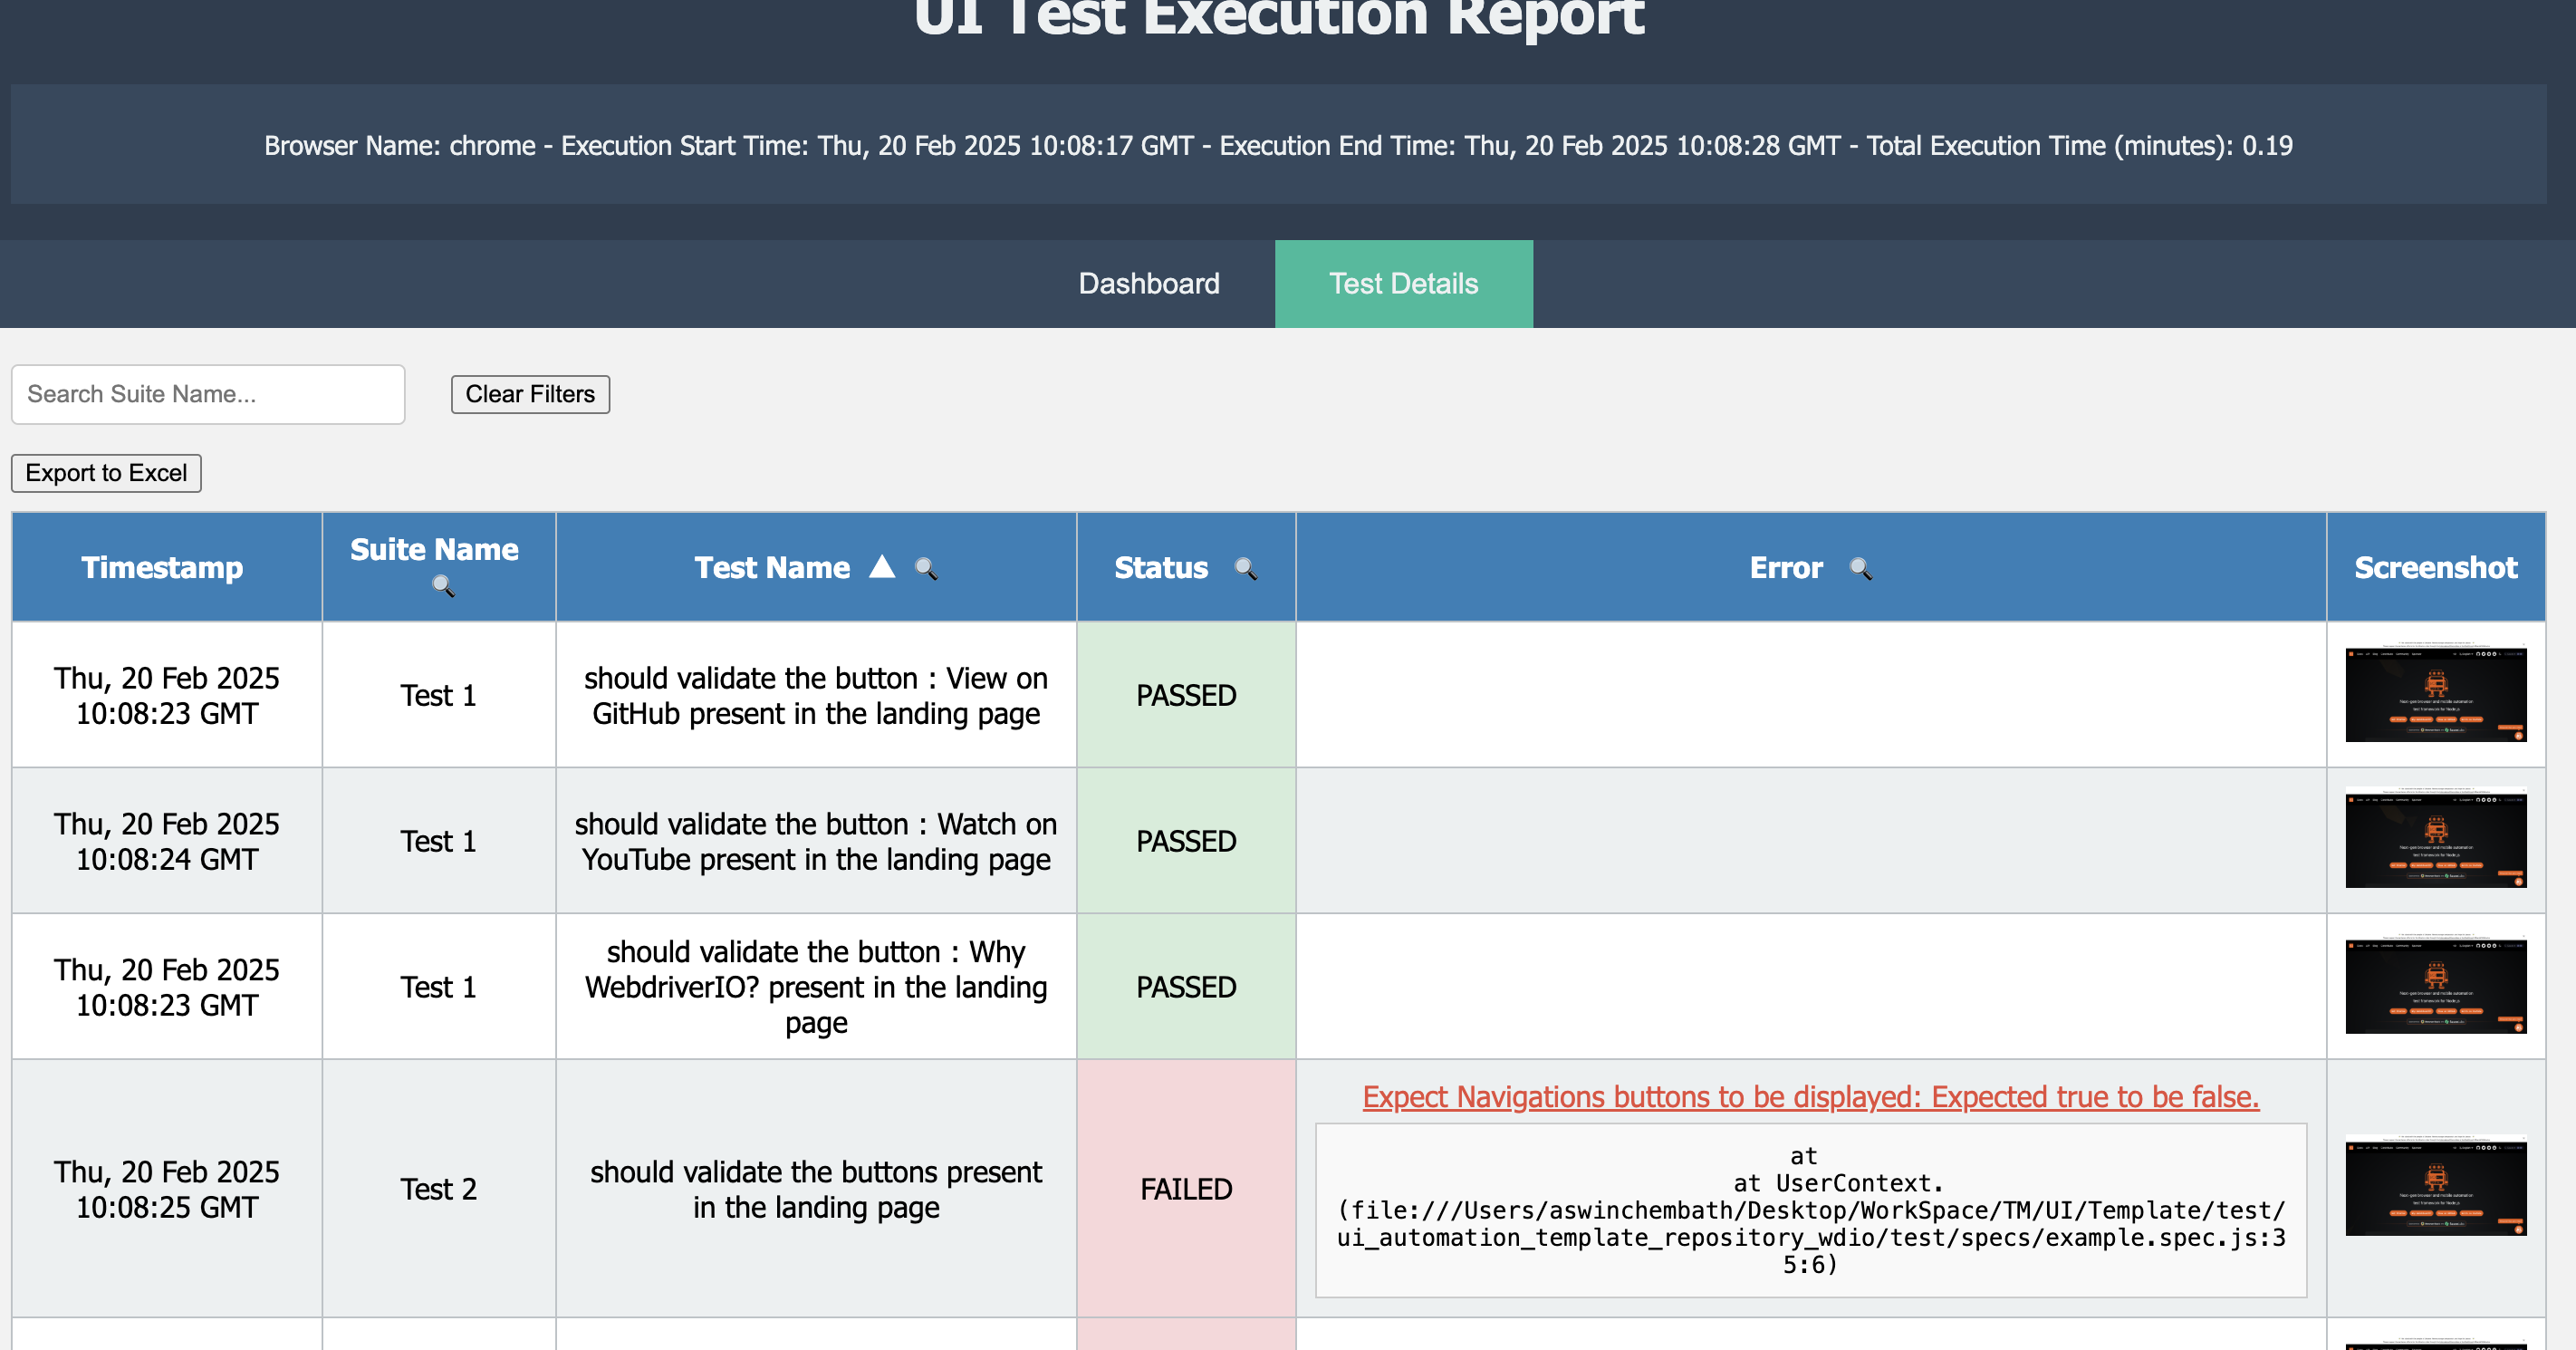 UI Test Execution Report
Browser Name: chrome - Execution Start Time: Thu, 20 Feb 2025 10:08:17 GMT - Execution End Time: Thu, 20 Feb 2025 10:08:28 GMT - Total Execution Time (minutes): 0.19
Dashboard
Test Details
Search Suite Name...
Clear Filters
Export to Excel
Timestamp
Suite Name
Test Name
Status
Error
Screenshot
Thu, 20 Feb 2025
10:08:23 GMT
Test 1
should validate the button : View on
GitHub present in the landing page
PASSED
Thu, 20 Feb 2025
10:08:24 GMT
Test 1
should validate the button : Watch on
YouTube present in the landing page
PASSED
Thu, 20 Feb 2025
10:08:23 GMT
Test 1
should validate the button : Why
WebdriverIO? present in the landing
page
PASSED
Thu, 20 Feb 2025
10:08:25 GMT
Test 2
should validate the buttons present
in the landing page
FAILED
Expect Navigations buttons to be displayed: Expected true to be false.
at
at UserContext.
(file:///Users/aswinchembath/Desktop/WorkSpace/TM/UI/Template/test/
ui_automation_template_repository_wdio/test/specs/example.spec.js:3
5:6)